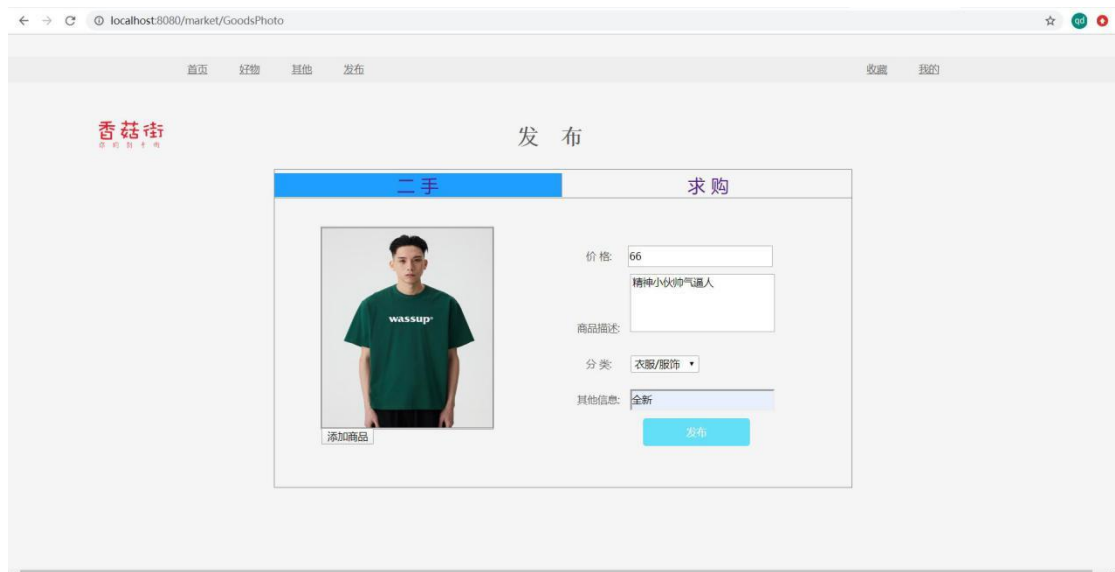 localhost:8080/market/GoodsPhoto
qd
首页 好物 其他 发布 收藏 我的
香菇街
发 布
二 手 求 购
价 格: 66
wassup
精神小伙帅气逼人
商品描述:
分 类: 衣服/服饰
其他信息: 全新
添加商品
发布